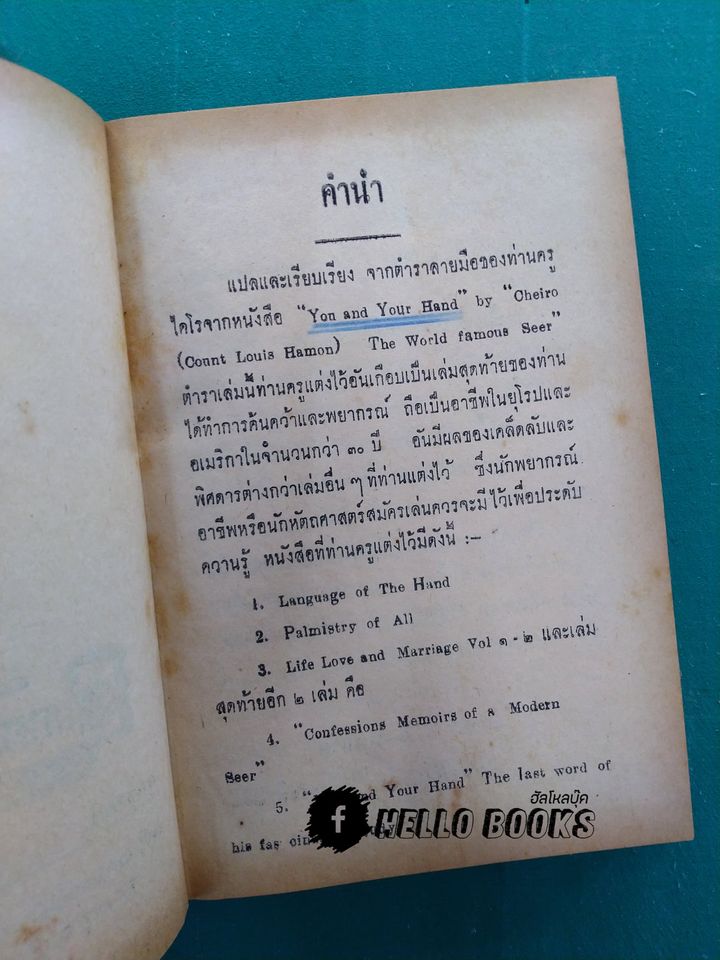 คำนำ
แปลและเรียบเรียง จากตำราลายมือของท่านครู
ไคโรจากหนังสือ "Yon and Your Hand" by "Cheiro
(Count Louis Hamon) The World famous Seer"
ตำราเล่มนี้ท่านครูแต่งไว้อันเกือบเป็นเล่มสุดท้ายของท่าน
ได้ทำการค้นคว้าและพยากรณ์ ถือเป็นอาชีพในยุโรปและ
อเมริกาในจำนวนกว่า ๓๐ ปี อันมีผลของเคล็ดลับและ
พิศดารต่างกว่าเล่มอื่น ๆ ที่ท่านแต่งไว้ ซึ่งนักพยากรณ์
อาชีพหรือนักหัตถศาสตร์สมัครเล่นควรจะมีไว้เพื่อประดับ
ความรู้ หนังสือที่ท่านครูแต่งไว้มีดังนี้ :–
1. Language of The Hand
2. Palmistry of All
3. Life Love and Marriage Vol ๑ - ๒ และเล่ม
สุดท้ายอีก ๒ เล่ม คือ
4. "Confessions Memoirs of a Modern
Seer"
5. " and Your Hand" The last word of
his fas
ฮัลโหลบุ๊ค
f HELLO BOOKS